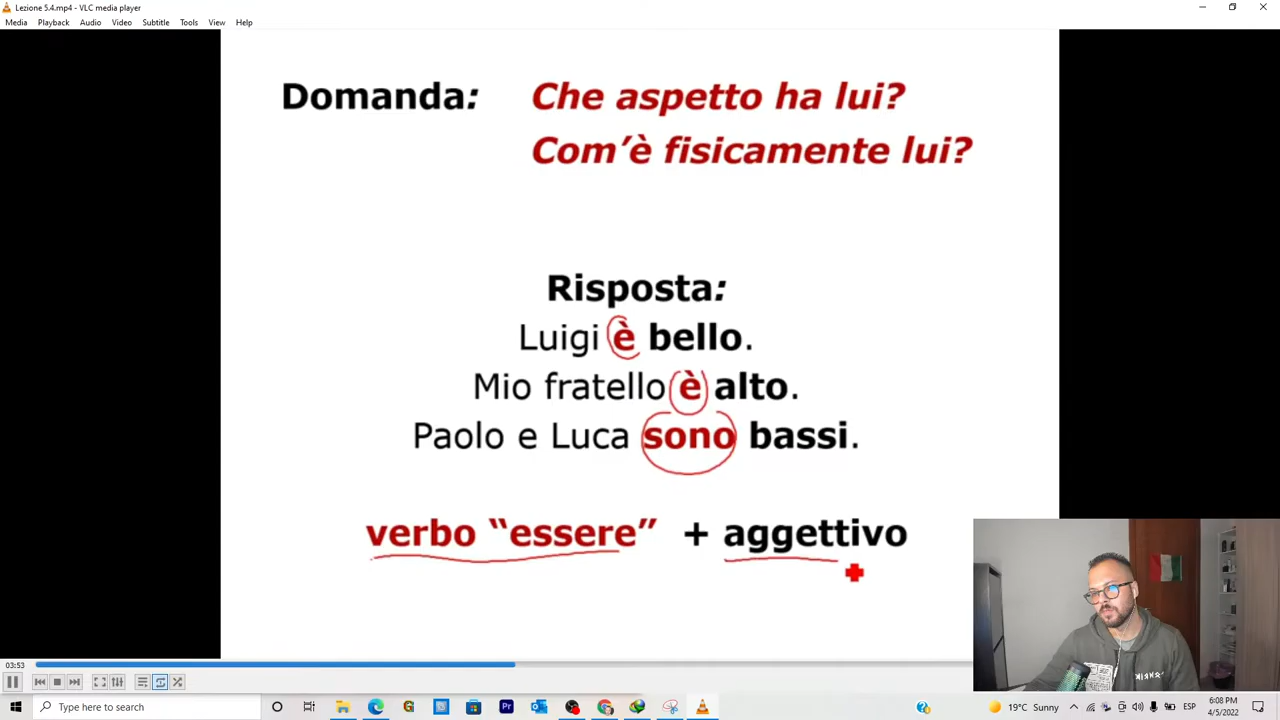 Lezione 5.4.mp4 - VLC media player
Media Playback Audio Video Subtitle Tools View Help
Domanda: Che aspetto ha lui?
Com’è fisicamente lui?
Risposta:
Luigi è bello.
Mio fratello è alto.
Paolo e Luca sono bassi.
verbo “essere” + aggettivo
03:53
Type here to search
19°C Sunny
ESP
6:08 PM
4/5/2022